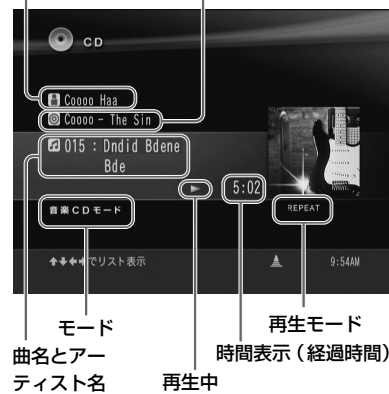 CD
Coooo Haa
Coooo - The Sin
015 : Dndid Bdene
Bde
5:02
音楽CDモード
REPEAT
でリスト表示
9:54AM
モード
再生モード
曲名とアー
ティスト名
時間表示（経過時間）
再生中